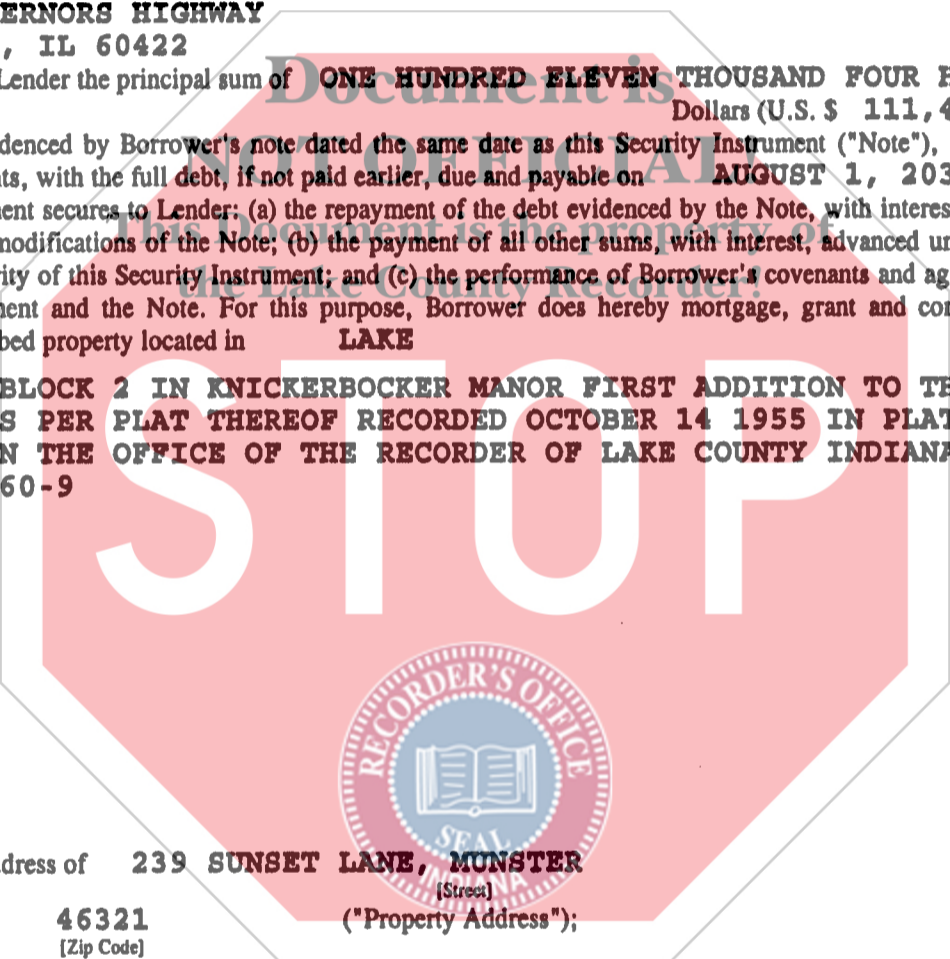 ERNORS HIGHWAY
, IL 60422
Lender the principal sum of ONE HUNDRED ELEVEN THOUSAND FOUR H
Dollars (U.S. $ 111,4
denced by Borrower's note dated the same date as this Security Instrument ("Note"),
ts, with the full debt, if not paid earlier, due and payable on AUGUST 1, 203
nent secures to Lender: (a) the repayment of the debt evidenced by the Note, with interes
modifications of the Note; (b) the payment of all other sums, with interest, advanced un
rity of this Security Instrument; and (c) the performance of Borrower's covenants and ag
nent and the Note. For this purpose, Borrower does hereby mortgage, grant and con
bed property located in LAKE
BLOCK 2 IN KNICKERBOCKER MANOR FIRST ADDITION TO TH
S PER PLAT THEREOF RECORDED OCTOBER 14 1955 IN PLAT
N THE OFFICE OF THE RECORDER OF LAKE COUNTY INDIANA
60-9
dress of 239 SUNSET LANE, MUNSTER
[Street]
46321 ("Property Address");
[Zip Code]
Document is
NOT OFFICIAL!
This Document is the property of
the Lake County Recorder!
STOP
RECORDER'S OFFICE
SEAL
INDIANA